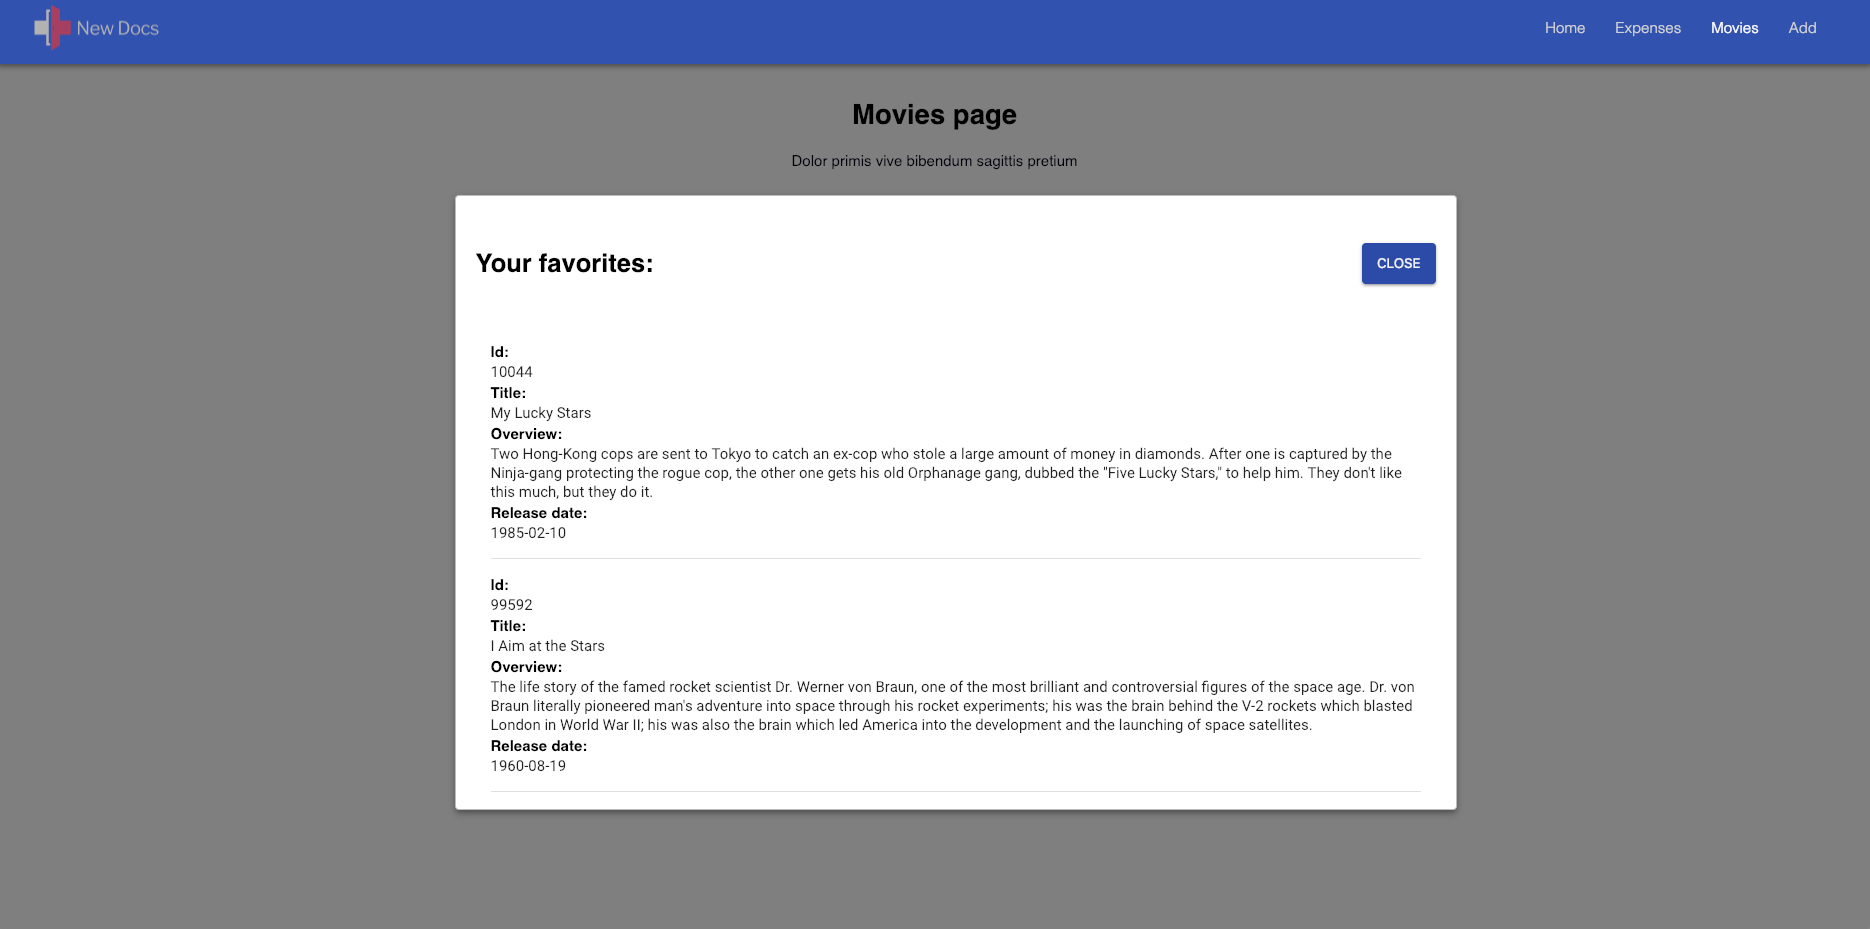 New Docs
Home Expenses Movies Add
Movies page
Dolor primis vive bibendum sagittis pretium
Your favorites:
CLOSE
Id:
10044
Title:
My Lucky Stars
Overview:
Two Hong-Kong cops are sent to Tokyo to catch an ex-cop who stole a large amount of money in diamonds. After one is captured by the
Ninja-gang protecting the rogue cop, the other one gets his old Orphanage gang, dubbed the "Five Lucky Stars," to help him. They don't like
this much, but they do it.
Release date:
1985-02-10
Id:
99592
Title:
I Aim at the Stars
Overview:
The life story of the famed rocket scientist Dr. Werner von Braun, one of the most brilliant and controversial figures of the space age. Dr. von
Braun literally pioneered man's adventure into space through his rocket experiments; his was the brain behind the V-2 rockets which blasted
London in World War II; his was also the brain which led America into the development and the launching of space satellites.
Release date:
1960-08-19